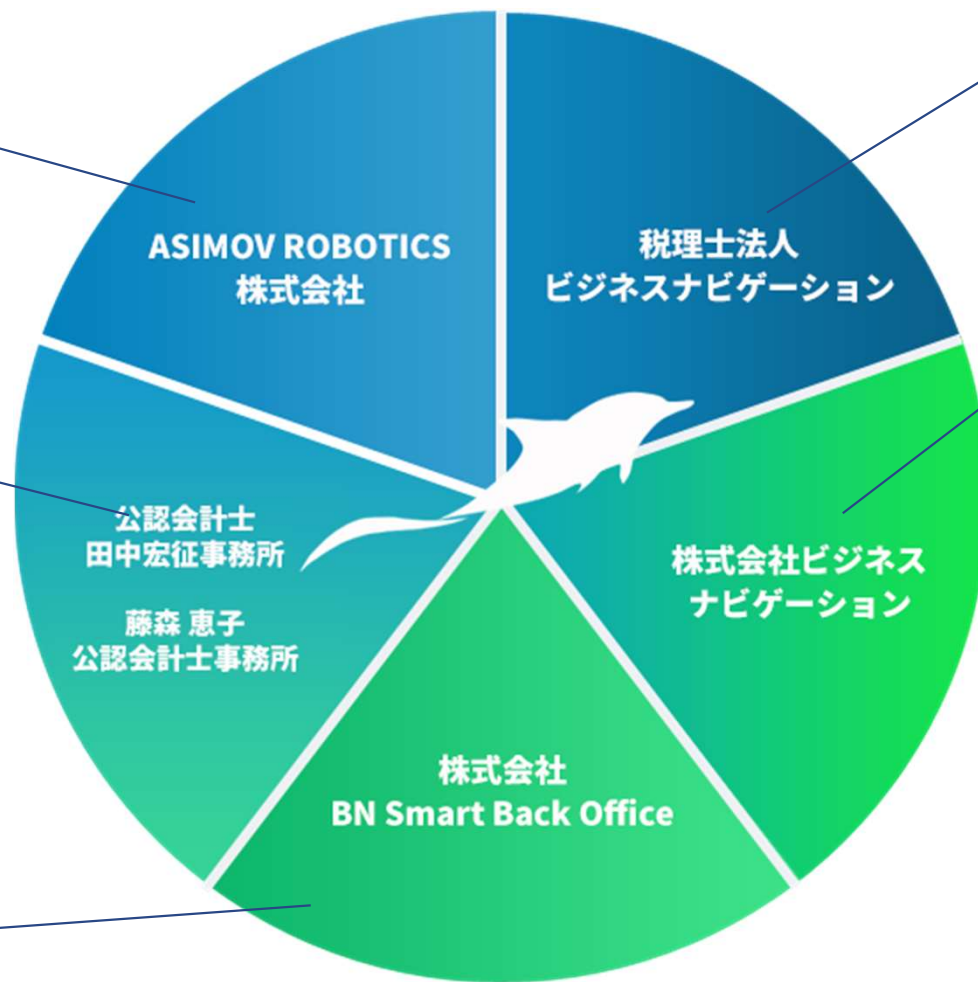 ASIMOV ROBOTICS
株式会社
税理士法人
ビジネスナビゲーション
公認会計士
田中宏征事務所
藤森 恵子
公認会計士事務所
株式会社ビジネス
ナビゲーション
株式会社
BN Smart Back Office